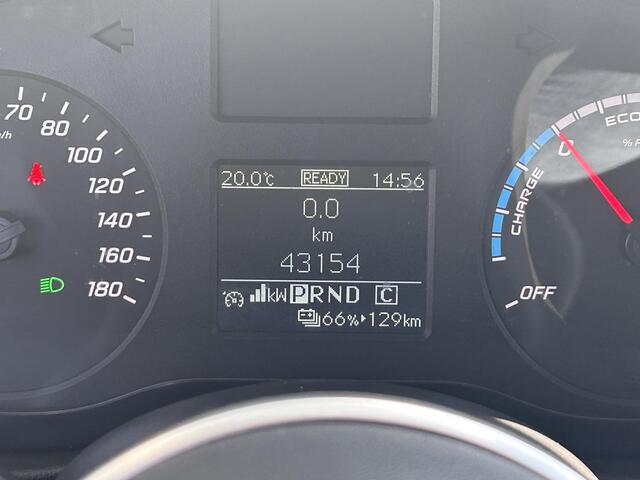 70
80
100
120
140
160
180
20.0°C READY 14:56
0.0
km
43154
kW PRND C
66%▸129km
ECO
0
% P
CHARGE
OFF